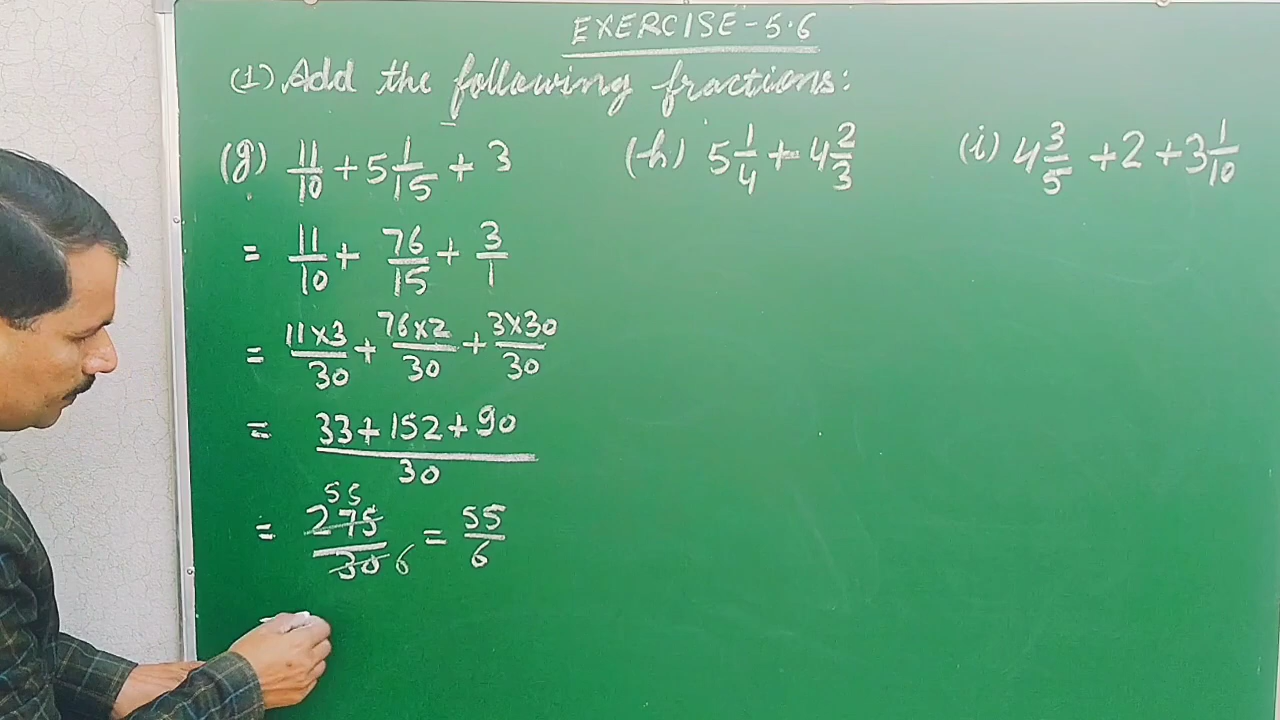 EXERCISE-5.6
(1) Add the following fractions:
(g) 11/10 + 5 1/15 + 3
(h) 5 1/4 + 4 2/3
(i) 4 3/5 + 2 + 3 1/10
= 11/10 + 76/15 + 3/1
= 11×3/30 + 76×2/30 + 3×30/30
= 33+152+90/30
55
= 275/30 6 = 55/6